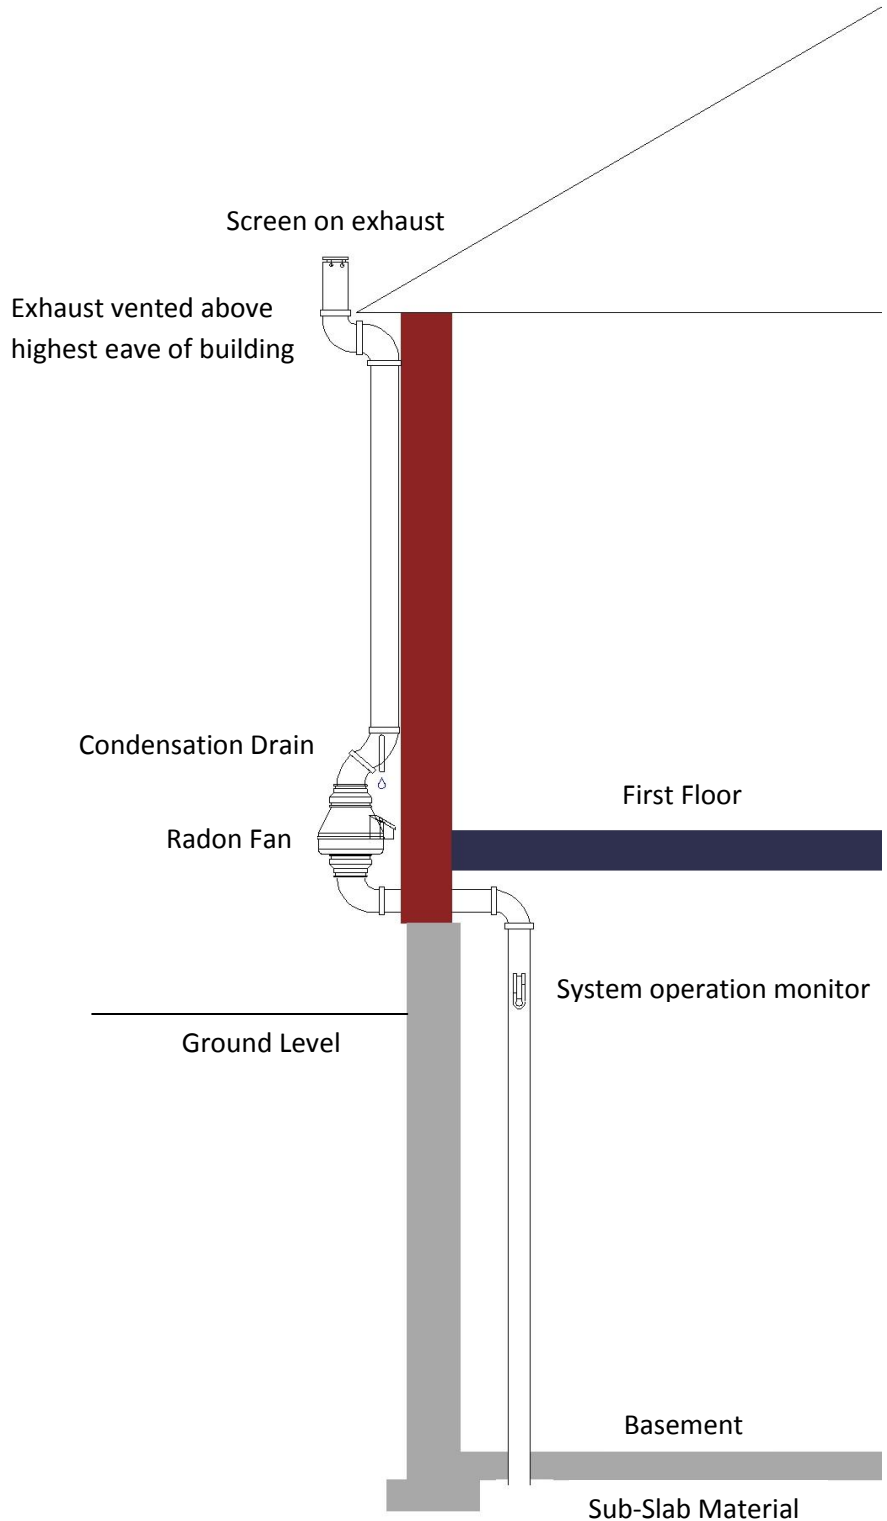 Screen on exhaust
Exhaust vented above
highest eave of building
Condensation Drain
First Floor
Radon Fan
System operation monitor
Ground Level
Basement
Sub-Slab Material